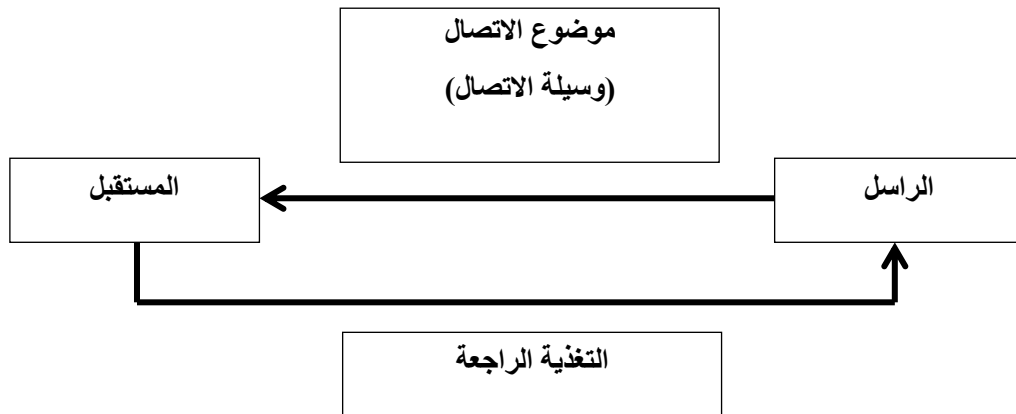 موضوع الاتصال
(وسيلة الاتصال)
الراسل
المستقبل
التغذية الراجعة